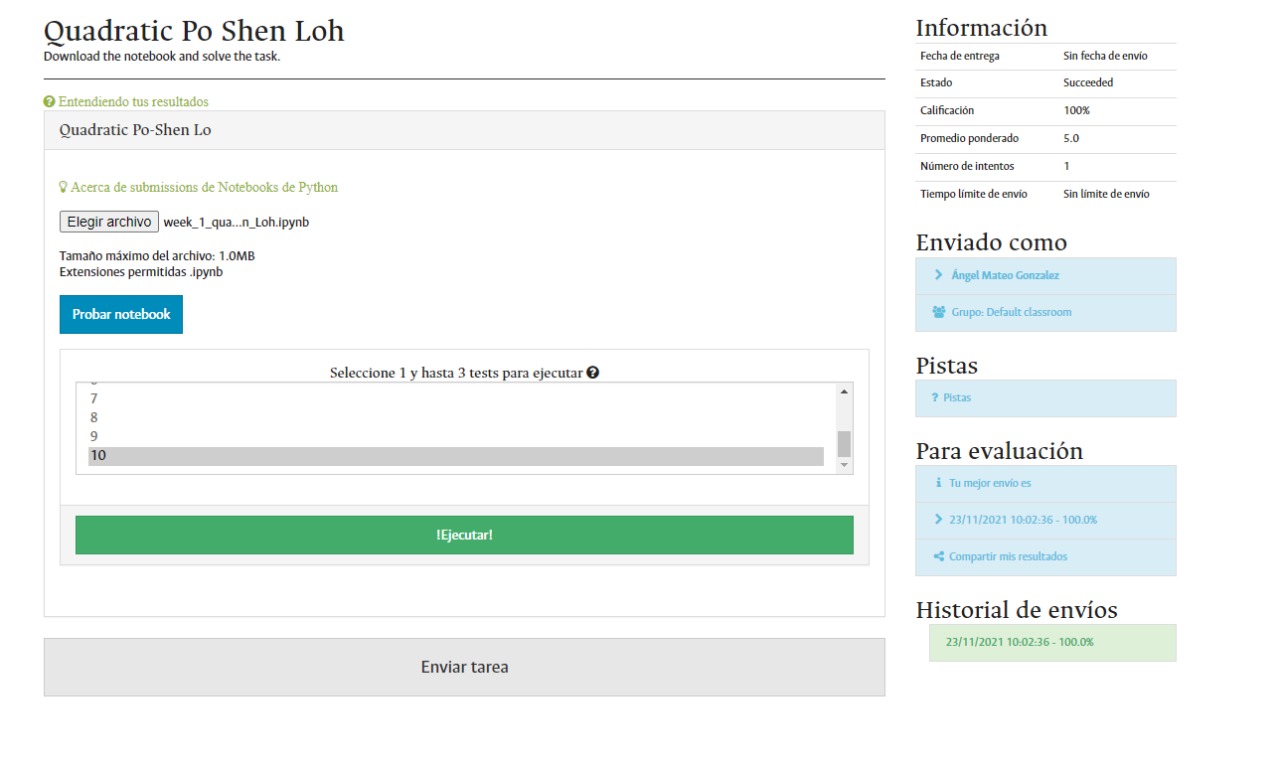 Quadratic Po Shen Loh
Download the notebook and solve the task.
Entendiendo tus resultados
Quadratic Po-Shen Lo
Acerca de submissions de Notebooks de Python
Elegir archivo week_1_qua...n_Loh.ipynb
Tamaño máximo del archivo: 1.0MB
Extensiones permitidas .ipynb
Probar notebook
Seleccione 1 y hasta 3 tests para ejecutar
7
8
9
10
!Ejecutar!
Enviar tarea
Información
Fecha de entrega Sin fecha de envío
Estado Succeeded
Calificación 100%
Promedio ponderado 5.0
Número de intentos 1
Tiempo límite de envío Sin límite de envío
Enviado como
Ángel Mateo Gonzalez
Grupo: Default classroom
Pistas
? Pistas
Para evaluación
Tu mejor envío es
23/11/2021 10:02:36 - 100.0%
Compartir mis resultados
Historial de envíos
23/11/2021 10:02:36 - 100.0%